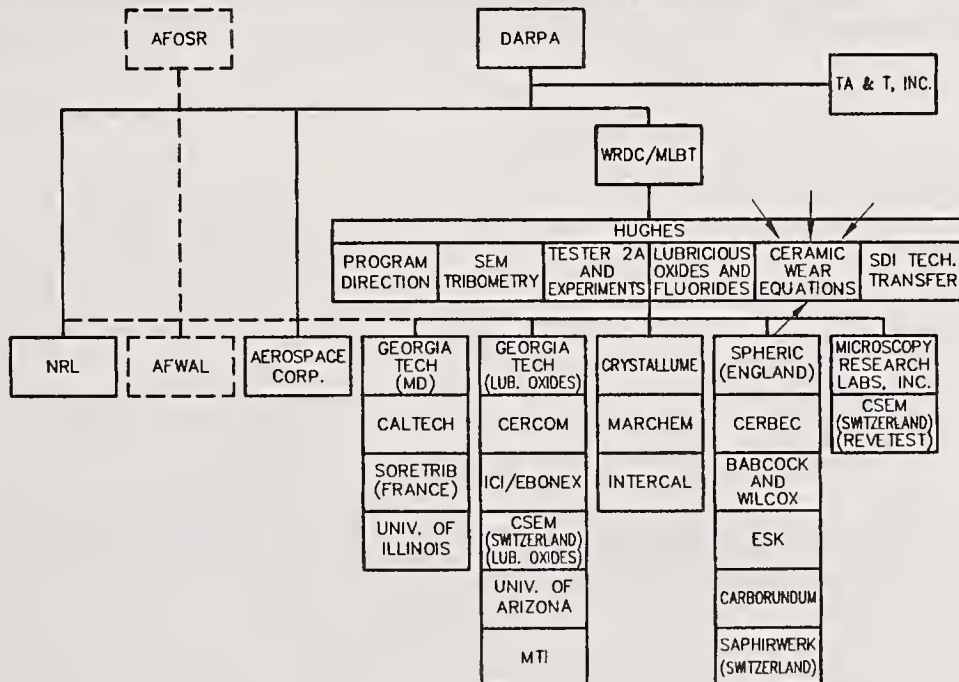 AFOSR
DARPA
TA & T, INC.
WRDC/MLBT
HUGHES
PROGRAM
DIRECTION
SEM
TRIBOMETRY
TESTER 2A
AND
EXPERIMENTS
LUBRICIOUS
OXIDES AND
FLUORIDES
CERAMIC
WEAR
EQUATIONS
SDI TECH.
TRANSFER
NRL
AFWAL
AEROSPACE
CORP.
GEORGIA
TECH
(MD)
CALTECH
SORETRIB
(FRANCE)
UNIV. OF
ILLINOIS
GEORGIA
TECH
(LUB. OXIDES)
CERCOM
ICI/EBONEX
CSEM
(SWITZERLAND)
(LUB. OXIDES)
UNIV. OF
ARIZONA
MTI
CRYSTALLUME
MARCHEM
INTERCAL
SPHERIC
(ENGLAND)
CERBEC
BABCOCK
AND
WILCOX
ESK
CARBORUNDUM
SAPHIRWERK
(SWITZERLAND)
MICROSCOPY
RESEARCH
LABS, INC.
CSEM
(SWITZERLAND)
(REVETEST)